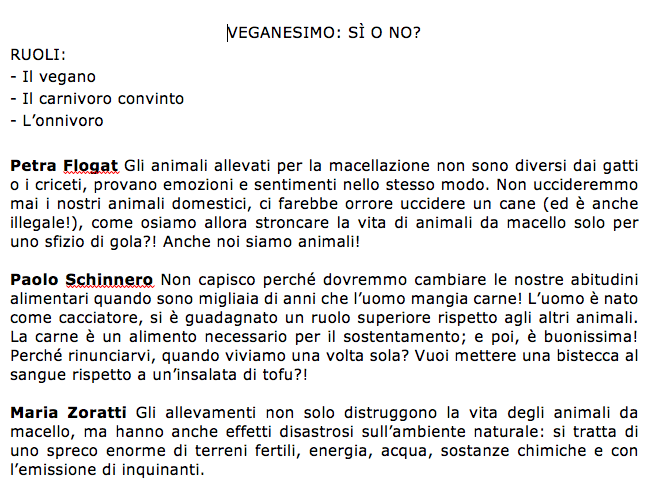 VEGANESIMO: SÌ O NO?
RUOLI:
- Il vegano
- Il carnivoro convinto
- L’onnivoro
Petra Flogat Gli animali allevati per la macellazione non sono diversi dai gatti
o i criceti, provano emozioni e sentimenti nello stesso modo. Non uccideremmo
mai i nostri animali domestici, ci farebbe orrore uccidere un cane (ed è anche
illegale!), come osiamo allora stroncare la vita di animali da macello solo per
uno sfizio di gola?! Anche noi siamo animali!
Paolo Schinnero Non capisco perché dovremmo cambiare le nostre abitudini
alimentari quando sono migliaia di anni che l’uomo mangia carne! L’uomo è nato
come cacciatore, si è guadagnato un ruolo superiore rispetto agli altri animali.
La carne è un alimento necessario per il sostentamento; e poi, è buonissima!
Perché rinunciarvi, quando viviamo una volta sola? Vuoi mettere una bistecca al
sangue rispetto a un’insalata di tofu?!
Maria Zoratti Gli allevamenti non solo distruggono la vita degli animali da
macello, ma hanno anche effetti disastrosi sull’ambiente naturale: si tratta di
uno spreco enorme di terreni fertili, energia, acqua, sostanze chimiche e con
l’emissione di inquinanti.